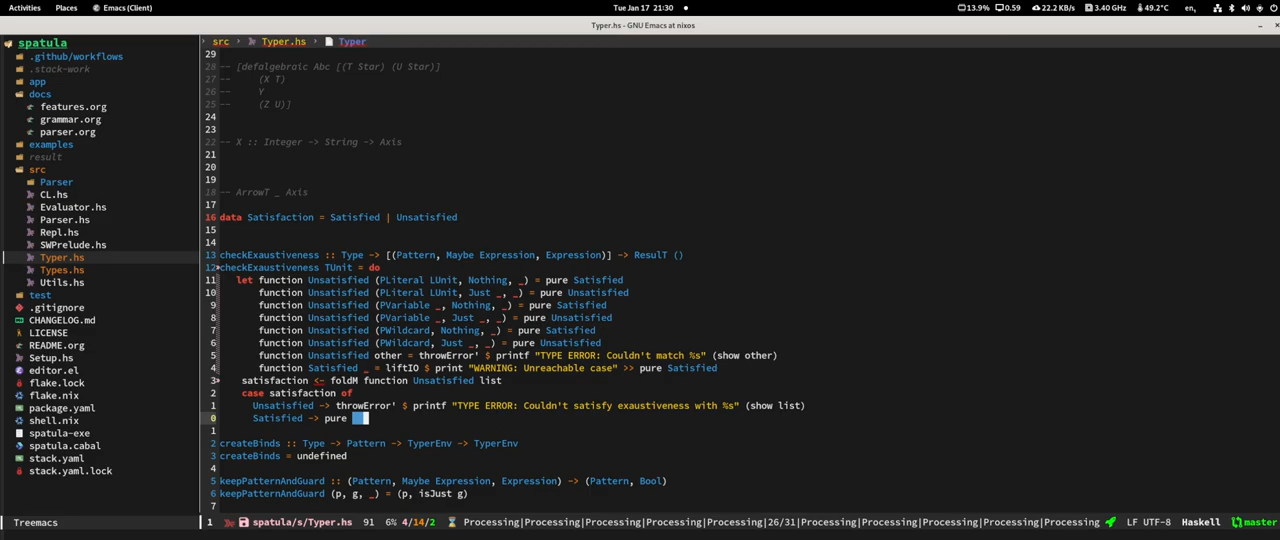 Activities Places Emacs (Client) Tue Jan 17 21:30 13.9% 0.59 22.2 KB/s 3.40 GHz 49.2°C en₁
Typer.hs - GNU Emacs at nixos
spatula
.github/workflows
.stack-work
app
docs
features.org
grammar.org
parser.org
examples
result
src
Parser
CL.hs
Evaluator.hs
Parser.hs
Repl.hs
SWPrelude.hs
Typer.hs
Types.hs
Utils.hs
test
.gitignore
CHANGELOG.md
LICENSE
README.org
Setup.hs
editor.el
flake.lock
flake.nix
package.yaml
shell.nix
spatula-exe
spatula.cabal
stack.yaml
stack.yaml.lock
Treemacs
src › Typer.hs › Typer
29
28 -- [defalgebraic Abc [(T Star) (U Star)]
27 -- (X T)
26 -- Y
25 -- (Z U)]
24
23
22 -- X :: Integer -> String -> Axis
21
20
19
18 -- ArrowT _ Axis
17
16 data Satisfaction = Satisfied | Unsatisfied
15
14
13 checkExaustiveness :: Type -> [(Pattern, Maybe Expression, Expression)] -> ResulT ()
12 checkExaustiveness TUnit = do
11 let function Unsatisfied (PLiteral LUnit, Nothing, _) = pure Satisfied
10 function Unsatisfied (PLiteral LUnit, Just _, _) = pure Unsatisfied
9 function Unsatisfied (PVariable _, Nothing, _) = pure Satisfied
8 function Unsatisfied (PVariable _, Just _, _) = pure Unsatisfied
7 function Unsatisfied (PWildcard, Nothing, _) = pure Satisfied
6 function Unsatisfied (PWildcard, Just _, _) = pure Unsatisfied
5 function Unsatisfied other = throwError' $ printf "TYPE ERROR: Couldn't match %s" (show other)
4 function Satisfied _ = liftIO $ print "WARNING: Unreachable case" >> pure Satisfied
3 satisfaction <- foldM function Unsatisfied list
2 case satisfaction of
1 Unsatisfied -> throwError' $ printf "TYPE ERROR: Couldn't satisfy exaustiveness with %s" (show list)
0 Satisfied -> pure
1
2 createBinds :: Type -> Pattern -> TyperEnv -> TyperEnv
3 createBinds = undefined
4
5 keepPatternAndGuard :: (Pattern, Maybe Expression, Expression) -> (Pattern, Bool)
6 keepPatternAndGuard (p, g, _) = (p, isJust g)
7
1 spatula/s/Typer.hs 91 6% 4/14/2 Processing|Processing|Processing|Processing|26/31|Processing|Processing|Processing|Processing LF UTF-8 Haskell master